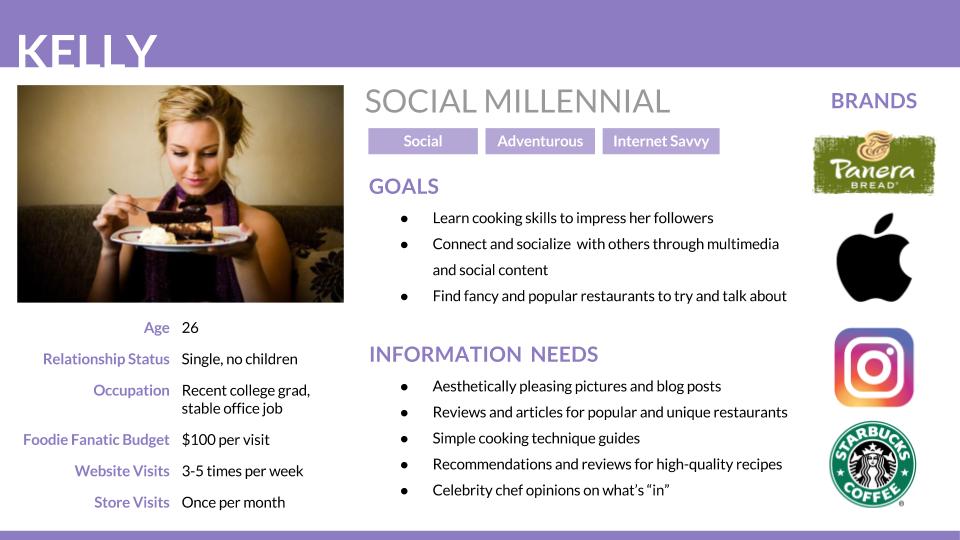 KELLY
SOCIAL MILLENNIAL
Social
Adventurous
Internet Savvy
GOALS
● Learn cooking skills to impress her followers
● Connect and socialize with others through multimedia
and social content
● Find fancy and popular restaurants to try and talk about
INFORMATION NEEDS
● Aesthetically pleasing pictures and blog posts
● Reviews and articles for popular and unique restaurants
● Simple cooking technique guides
● Recommendations and reviews for high-quality recipes
● Celebrity chef opinions on what's “in”
Age 26
Relationship Status Single, no children
Occupation Recent college grad,
stable office job
Foodie Fanatic Budget $100 per visit
Website Visits 3-5 times per week
Store Visits Once per month
BRANDS
Panera
BREAD®
STARBUCKS
COFFEE
®